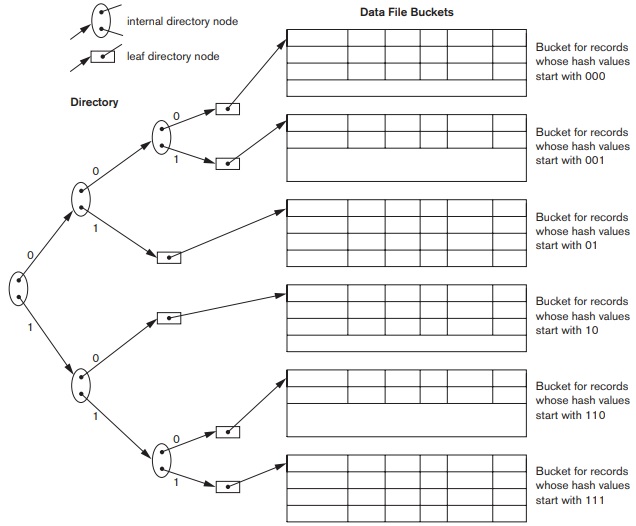 Data File Buckets
internal directory node
leaf directory node
Directory
Bucket for records
whose hash values
start with 000
0
1
Bucket for records
whose hash values
start with 001
0
1
Bucket for records
whose hash values
start with 01
0
1
Bucket for records
whose hash values
start with 10
0
1
Bucket for records
whose hash values
start with 110
0
1
Bucket for records
whose hash values
start with 111